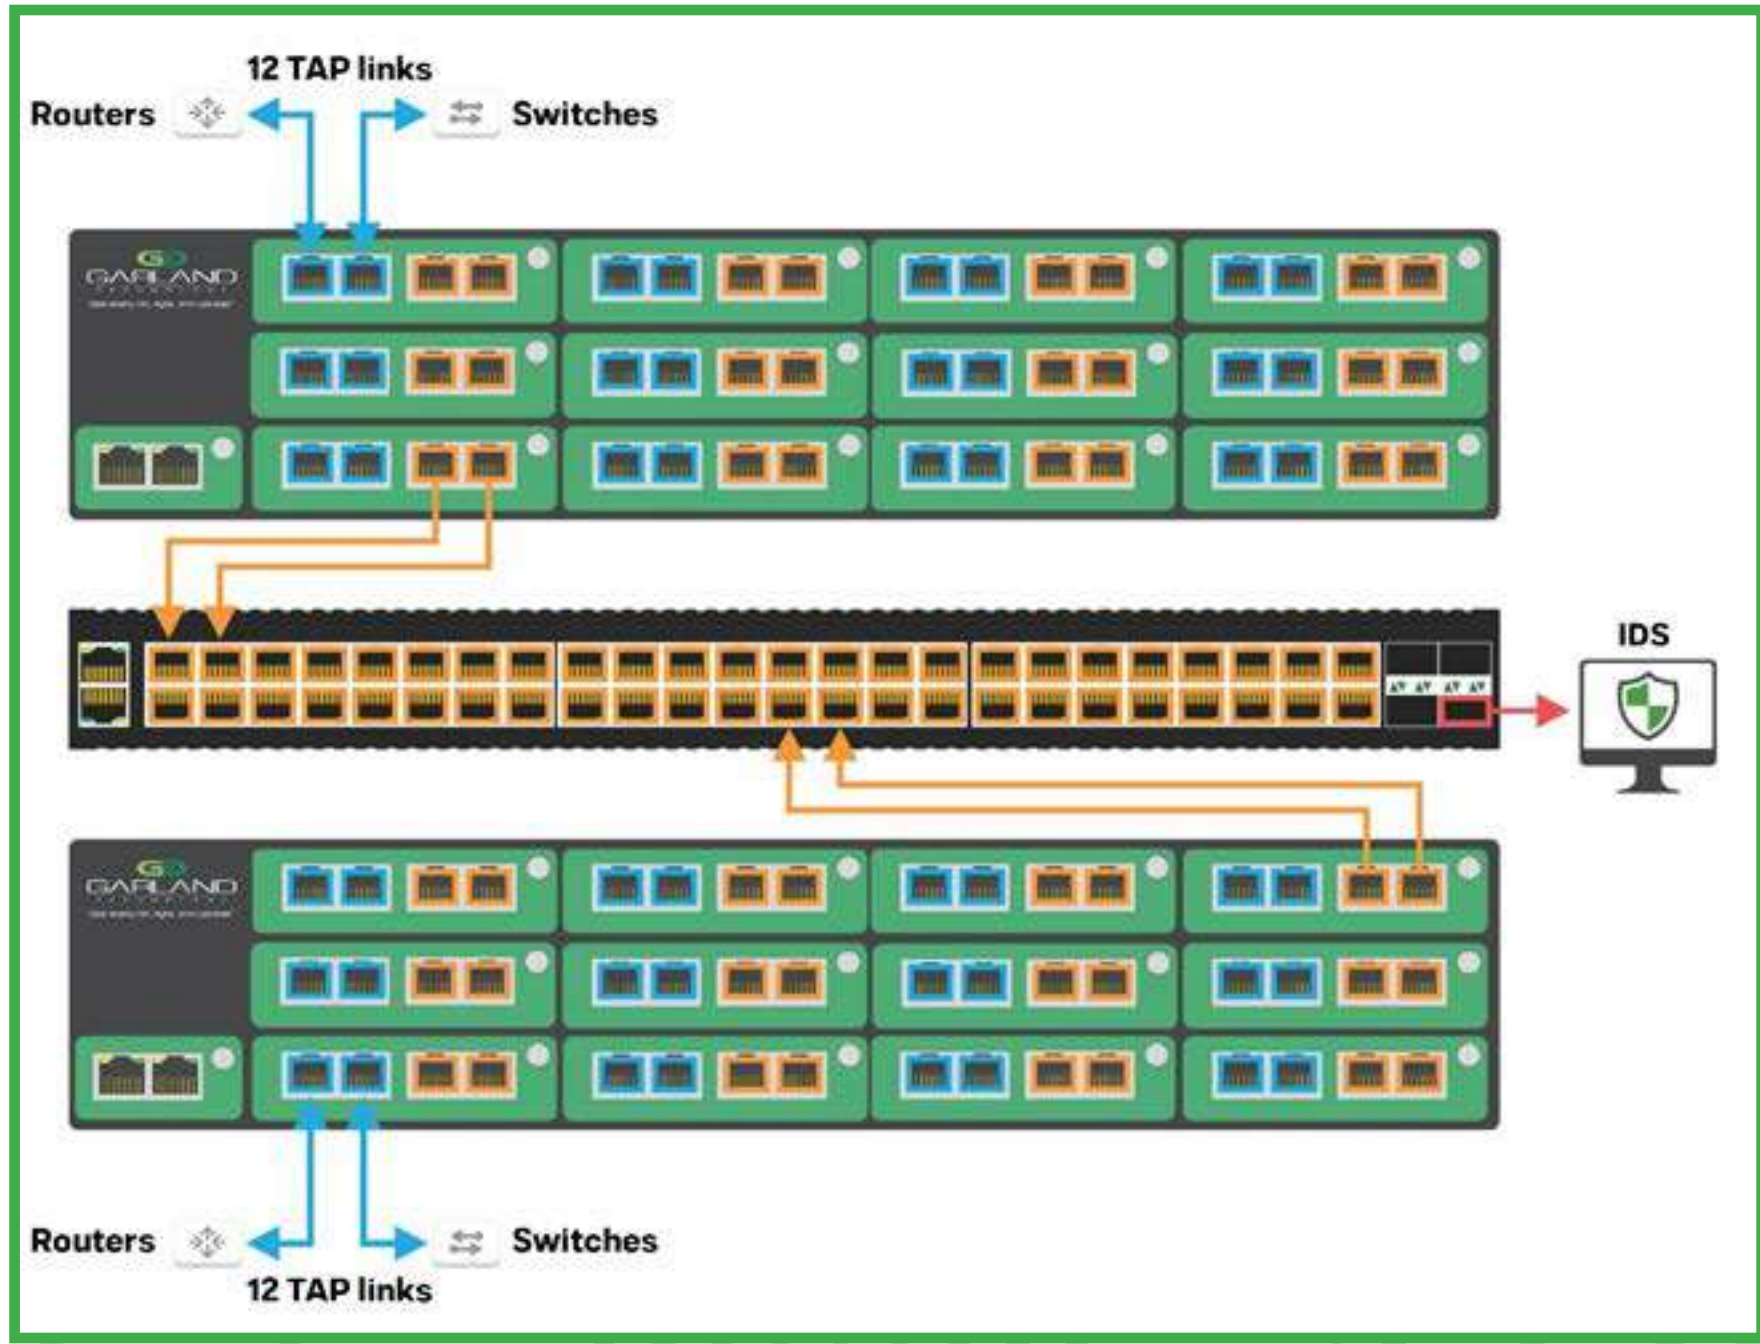 12 TAP links
Routers
Switches
GARLAND
IDS
GARLAND
Routers
Switches
12 TAP links